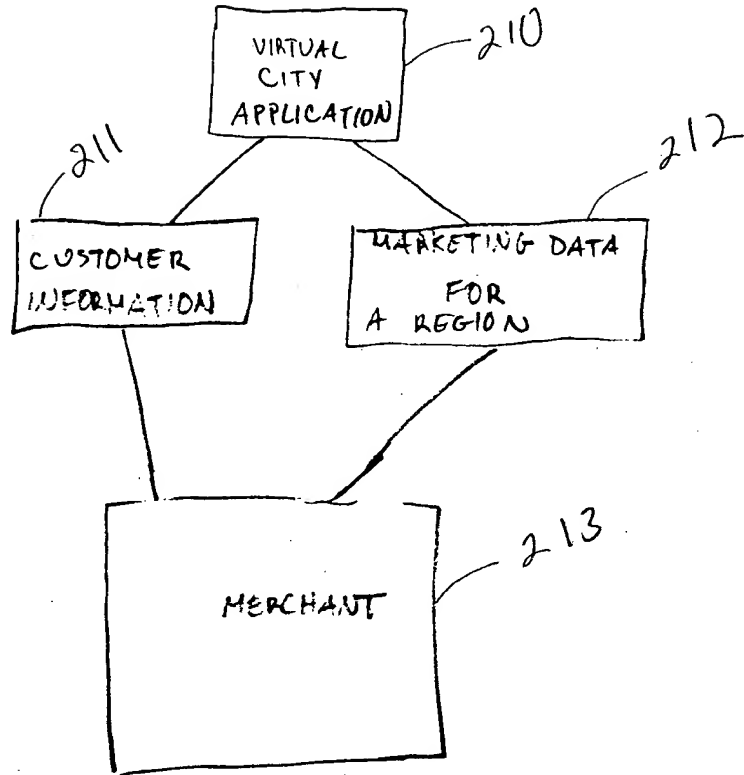 VIRTUAL
CITY
APPLICATION
210
211
212
CUSTOMER
INFORMATION
MARKETING DATA
FOR
A REGION
213
MERCHANT